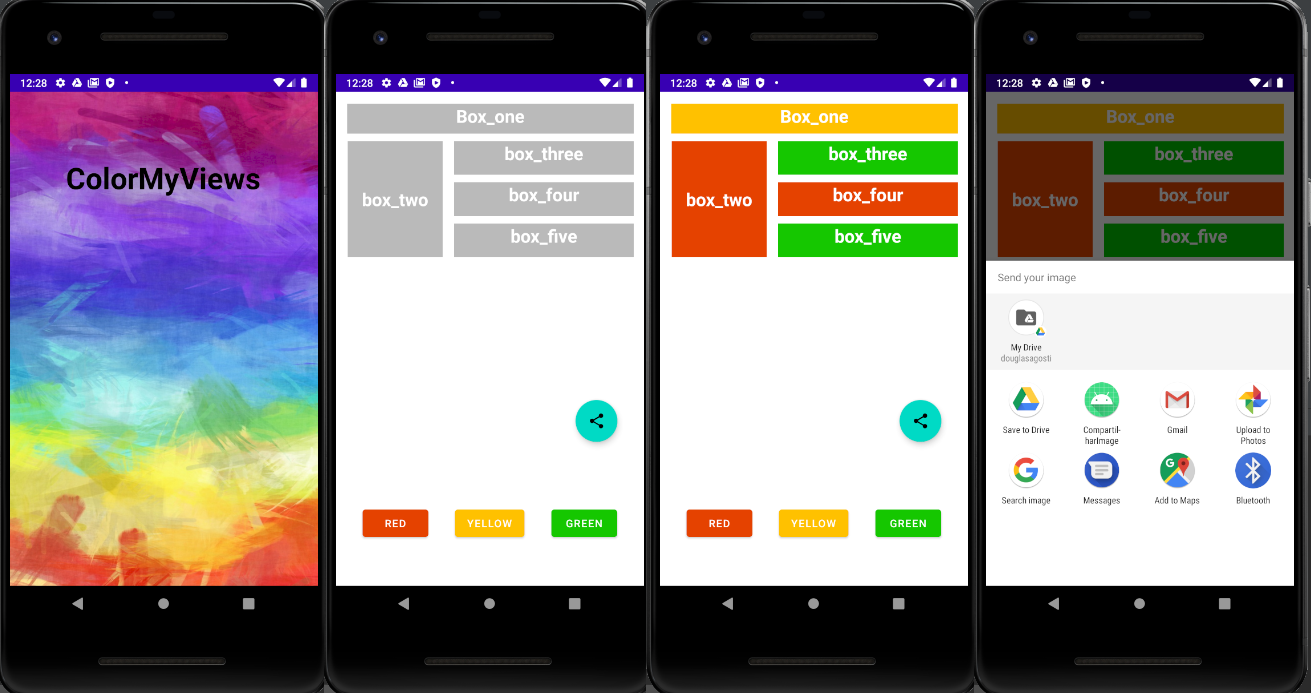 12:28
ColorMyViews
12:28
Box_one
box_two
box_three
box_four
box_five
RED
YELLOW
GREEN
12:28
Box_one
box_two
box_three
box_four
box_five
RED
YELLOW
GREEN
12:28
Box_one
box_two
box_three
box_four
box_five
Send your image
My Drive
douglasagosti
Save to Drive
Compartil-
harImage
Gmail
Upload to
Photos
Search image
Messages
Add to Maps
Bluetooth